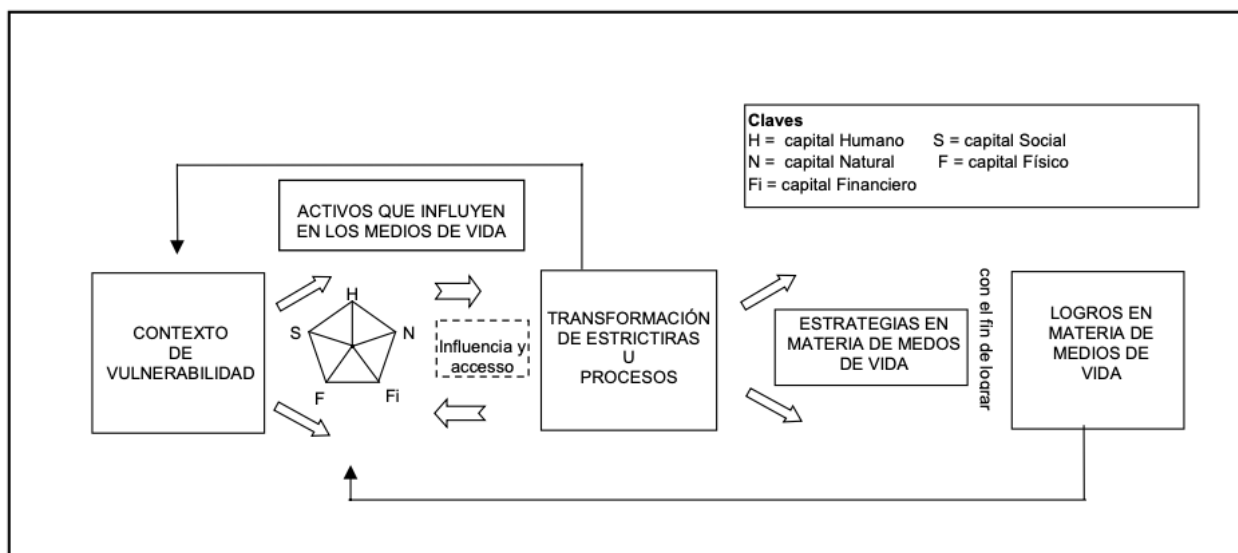 Claves
H = capital Humano S = capital Social
N = capital Natural F = capital Físico
Fi = capital Financiero
ACTIVOS QUE INFLUYEN
EN LOS MEDIOS DE VIDA
CONTEXTO
DE
VULNERABILIDAD
H
S
N
F
Fi
Influencia y
accesso
TRANSFORMACIÓN
DE ESTRICTIRAS
U
PROCESOS
ESTRATEGIAS EN
MATERIA DE MEDOS
DE VIDA
con el fin de lograr
LOGROS EN
MATERIA DE
MEDIOS DE
VIDA